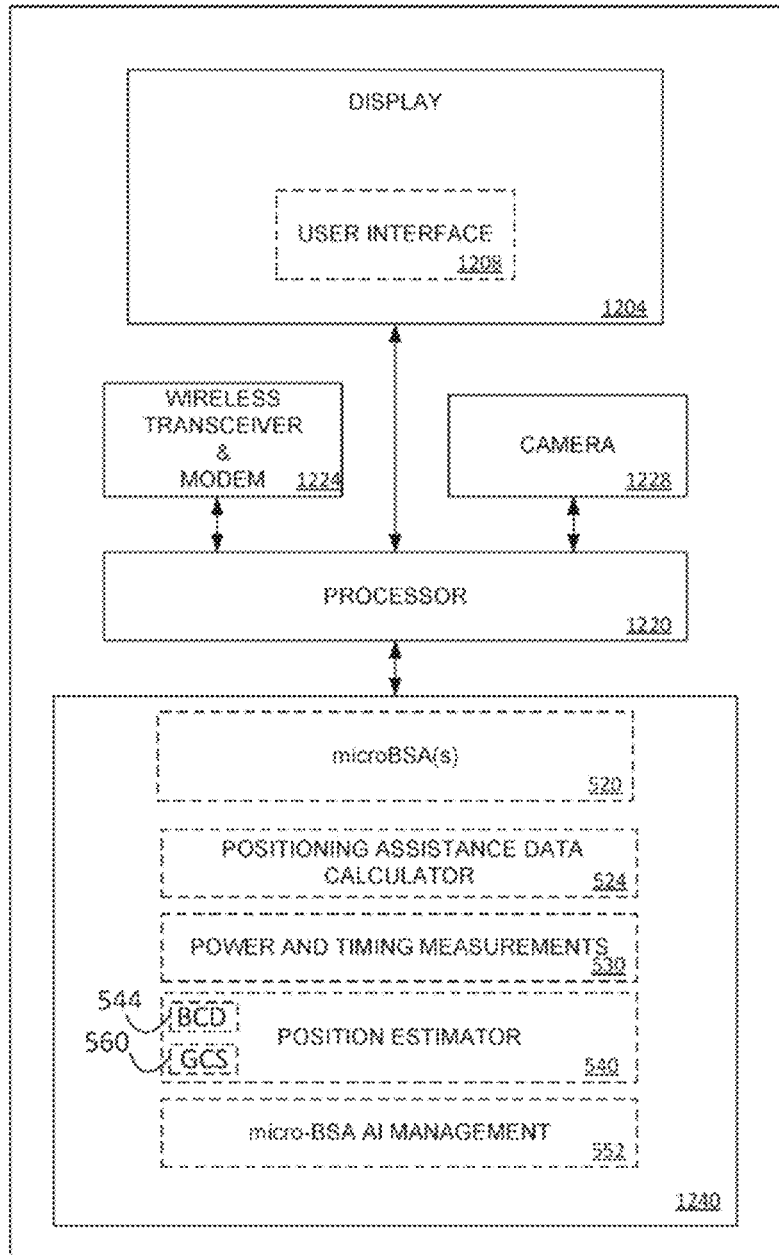 DISPLAY
USER INTERFACE
1208
1204
WIRELESS
TRANSCEIVER
&
MODEM
1224
CAMERA
1228
PROCESSOR
1220
microBSA(s)
520
POSITIONING ASSISTANCE DATA
CALCULATOR
524
POWER AND TIMING MEASUREMENTS
530
544
BCD
560
GCS
POSITION ESTIMATOR
540
micro-BSA AI MANAGEMENT
552
1240